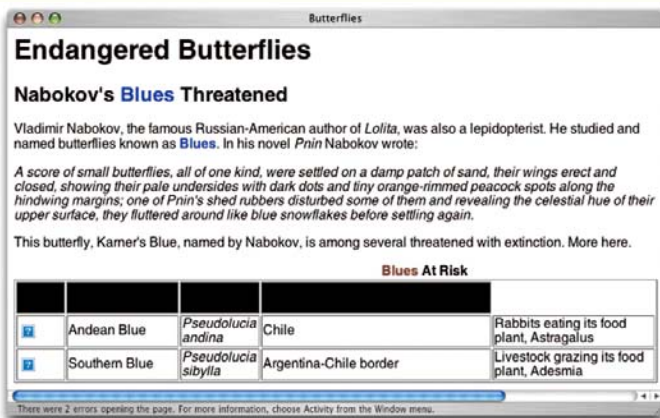 Butterflies
Endangered Butterflies
Nabokov's Blues Threatened
Vladimir Nabokov, the famous Russian-American author of Lolita, was also a lepidopterist. He studied and
named butterflies known as Blues. In his novel Pnin Nabokov wrote:
A score of small butterflies, all of one kind, were settled on a damp patch of sand, their wings erect and
closed, showing their pale undersides with dark dots and tiny orange-rimmed peacock spots along the
hindwing margins; one of Pnin's shed rubbers disturbed some of them and revealing the celestial hue of their
upper surface, they fluttered around like blue snowflakes before settling again.
This butterfly, Karner's Blue, named by Nabokov, is among several threatened with extinction. More here.
Blues At Risk
? Andean Blue Pseudolucia andina Chile Rabbits eating its food plant, Astragalus
? Southern Blue Pseudolucia sibylla Argentina-Chile border Livestock grazing its food plant, Adesmia
There were 2 errors opening the page. For more information, choose Activity from the Window menu.